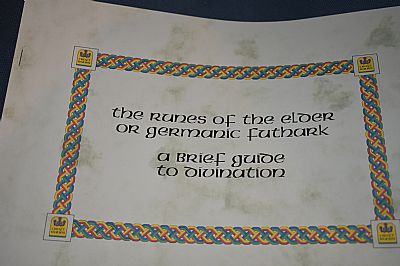 the runes of the elder
or germanic futhark
a brief guide
to divination